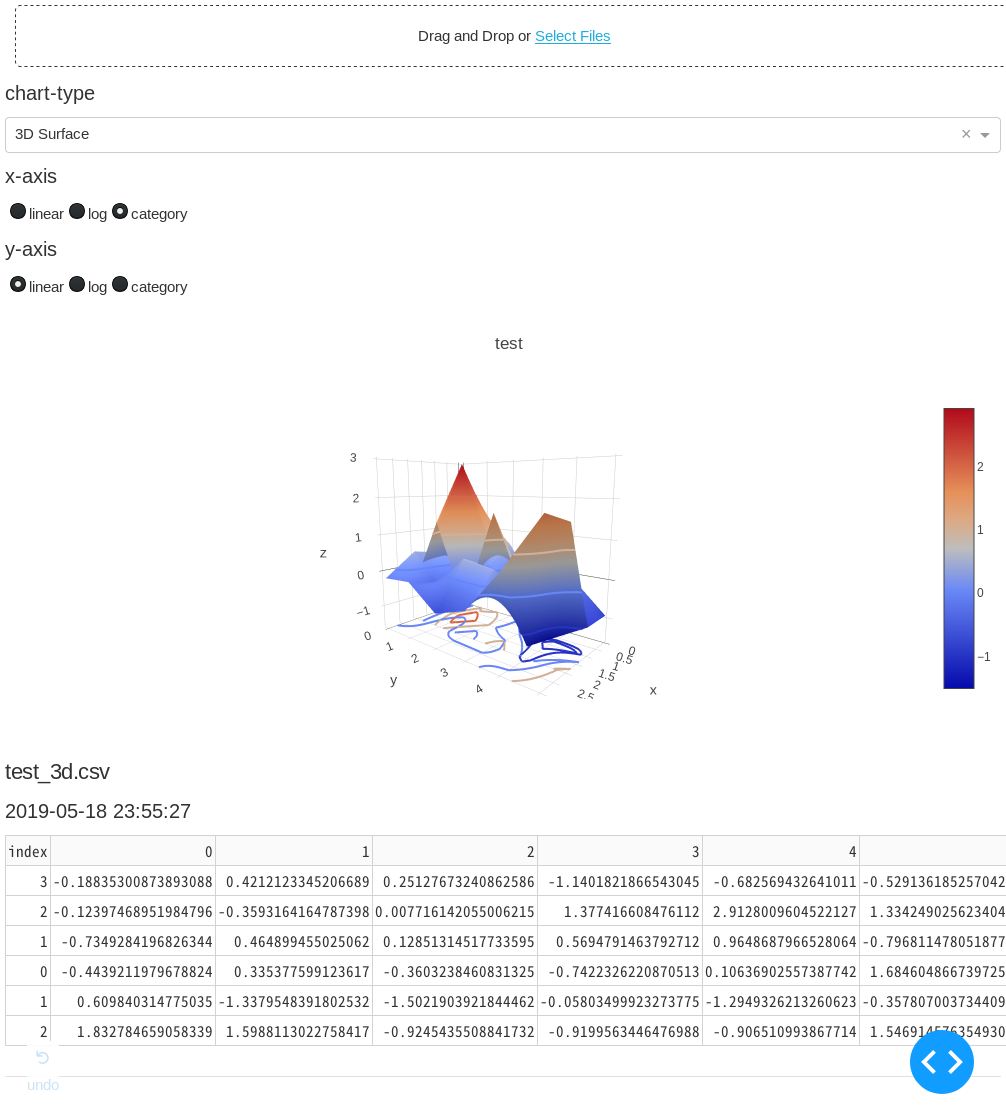 Drag and Drop or Select Files
chart-type
3D Surface
x-axis
linear log category
y-axis
linear log category
test
3
2
1
0
−1
z
0
1
2
3
4
y
0
0.5
1
1.5
2
2.5
x
2
1
0
−1
test_3d.csv
2019-05-18 23:55:27
index 0 1 2 3 4
3 -0.18835300873893088 0.4212123345206689 0.25127673240862586 -1.1401821866543045 -0.682569432641011 -0.529136185257042
2 -0.12397468951984796 -0.3593164164787398 0.007716142055006215 1.377416608476112 2.9128009604522127 1.334249025623404
1 -0.7349284196826344 0.464899455025062 0.12851314517733595 0.5694791463792712 0.9648687966528064 -0.796811478051877
0 -0.4439211979678824 0.335377599123617 -0.3603238460831325 -0.7422326220870513 0.10636902557387742 1.684604866739725
1 0.609840314775035 -1.3379548391802532 -1.5021903921844462 -0.05803499923273775 -1.2949326213260623 -0.357807003734409
2 1.832784659058339 1.5988113022758417 -0.9245435508841732 -0.9199563446476988 -0.906510993867714 1.546914576354930
undo